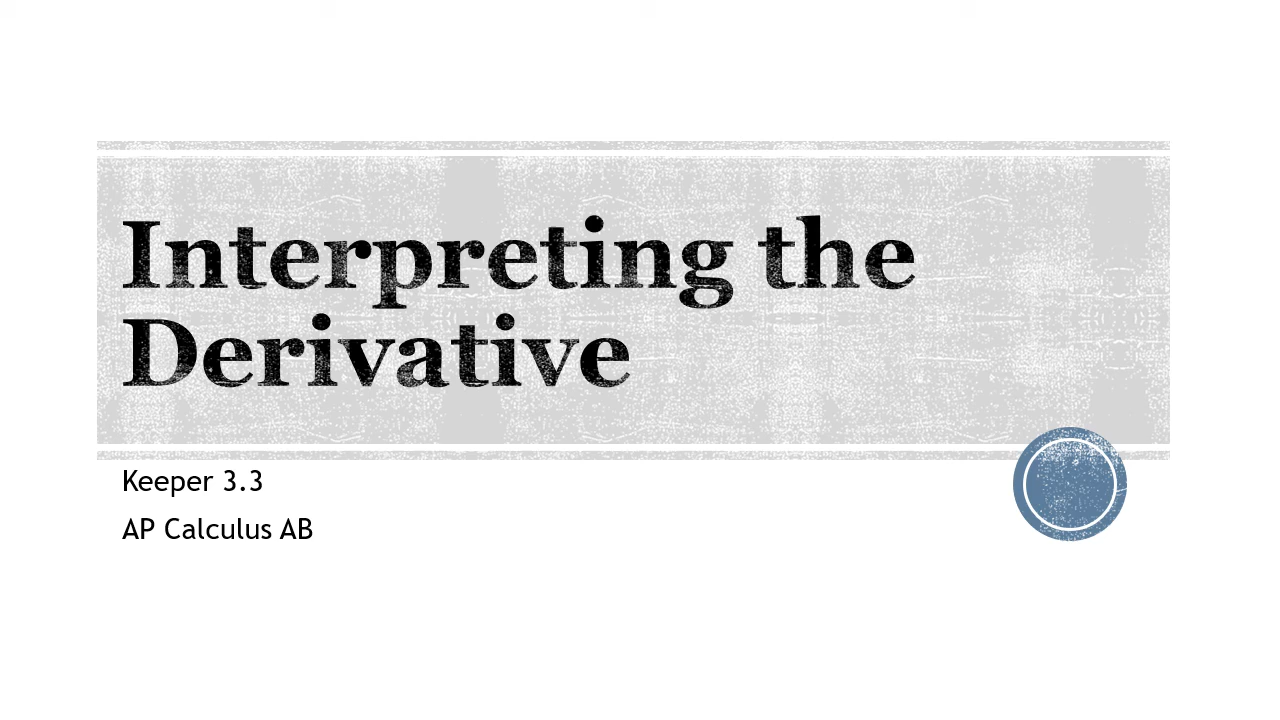 Interpreting the
Derivative
Keeper 3.3
AP Calculus AB